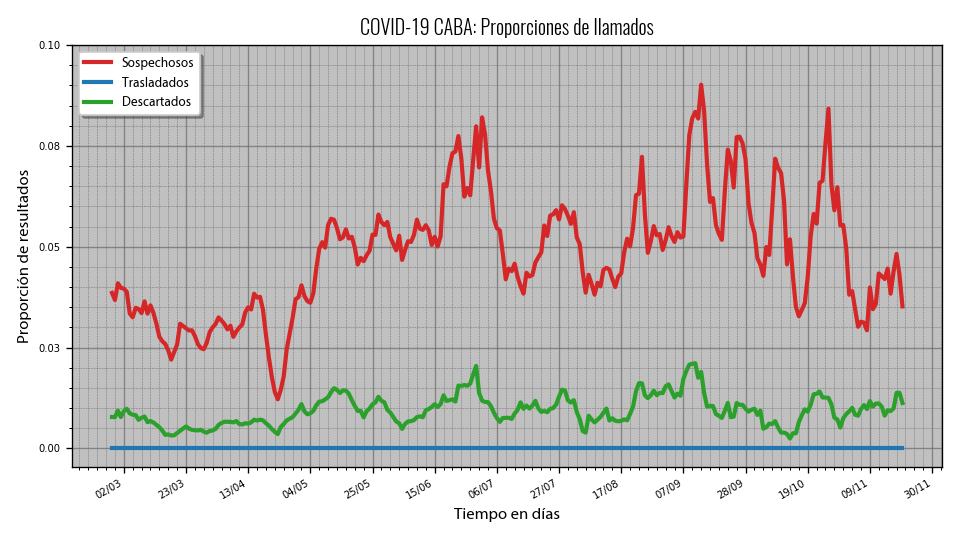 COVID-19 CABA: Proporciones de llamados
Sospechosos
Trasladados
Descartados
Proporción de resultados
0.10
0.08
0.05
0.03
0.00
02/03 23/03 13/04 04/05 25/05 15/06 06/07 27/07 17/08 07/09 28/09 19/10 09/11 30/11
Tiempo en días